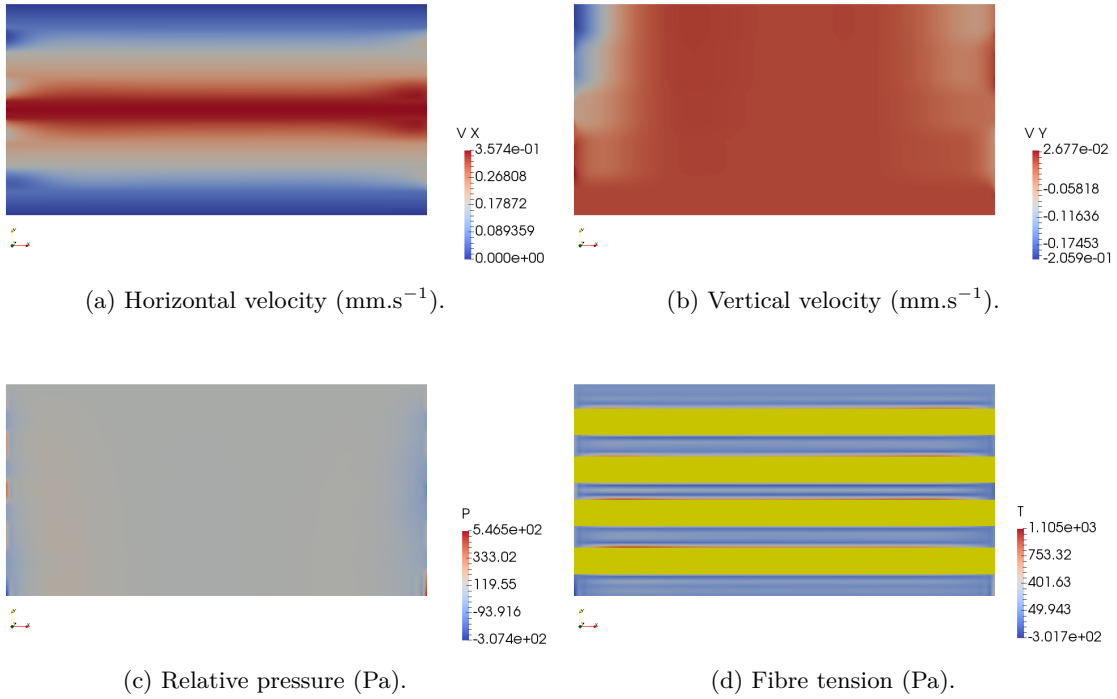 V X
3.574e-01
0.26808
0.17872
0.089359
0.000e+00
V Y
2.677e-02
-0.05818
-0.11636
-0.17453
-2.059e-01
(a) Horizontal velocity (mm.s⁻¹).
(b) Vertical velocity (mm.s⁻¹).
P
5.465e+02
333.02
119.55
-93.916
-3.074e+02
T
1.105e+03
753.32
401.63
49.943
-3.017e+02
(c) Relative pressure (Pa).
(d) Fibre tension (Pa).